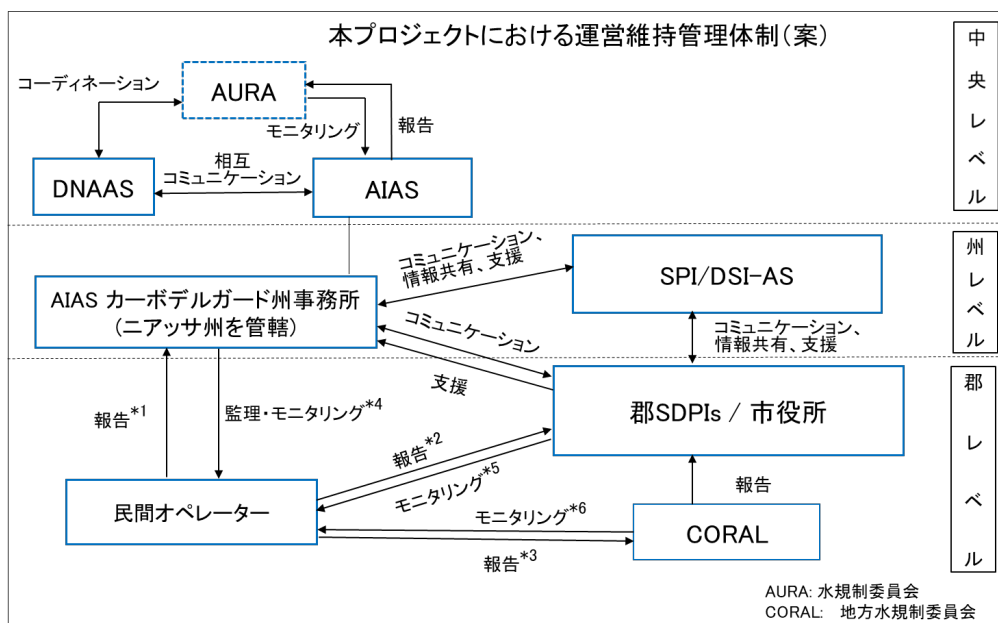 本プロジェクトにおける運営維持管理体制(案)
中央レベル
コーディネーション
AURA
モニタリング
報告
DNAAS
相互
コミュニケーション
AIAS
州レベル
コミュニケーション、
情報共有、支援
SPI/DSI-AS
AIAS カーボデルガード州事務所
(ニアッサ州を管轄)
コミュニケーション
支援
コミュニケーション、
情報共有、支援
郡レベル
郡SDPIs / 市役所
報告*1
監理・モニタリング*4
報告*2
モニタリング*5
民間オペレーター
モニタリング*6
報告*3
報告
CORAL
AURA: 水規制委員会
CORAL: 地方水規制委員会